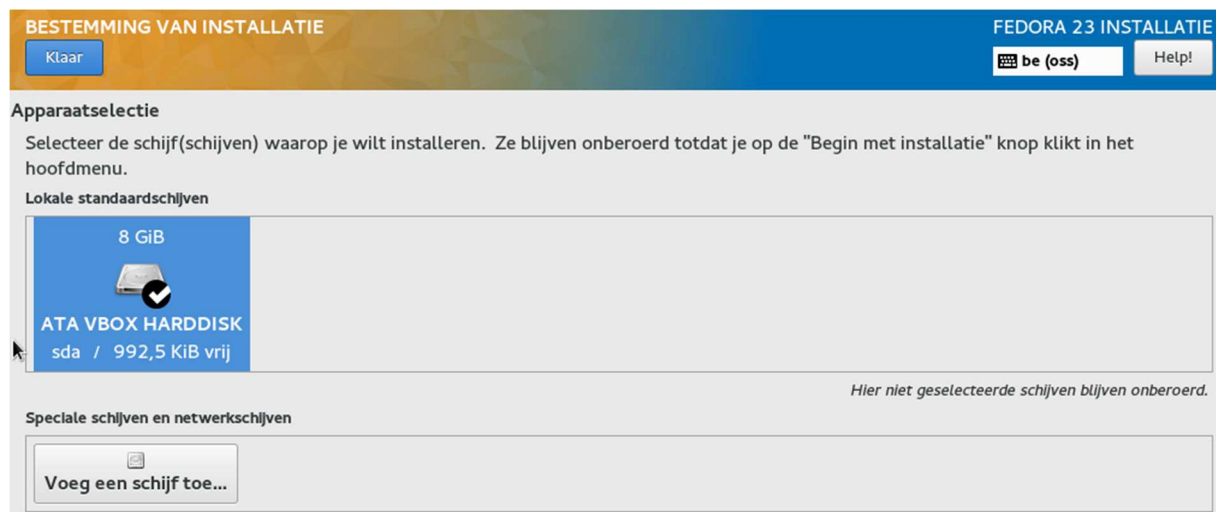 BESTEMMING VAN INSTALLATIE
FEDORA 23 INSTALLATIE
Klaar
be (oss)
Help!
Apparaatselectie
Selecteer de schijf(schijven) waarop je wilt installeren. Ze blijven onberoerd totdat je op de "Begin met installatie" knop klikt in het
hoofdmenu.
Lokale standaardschijven
8 GiB
ATA VBOX HARDDISK
sda / 992,5 KiB vrij
Hier niet geselecteerde schijven blijven onberoerd.
Speciale schijven en netwerkschijven
Voeg een schijf toe...